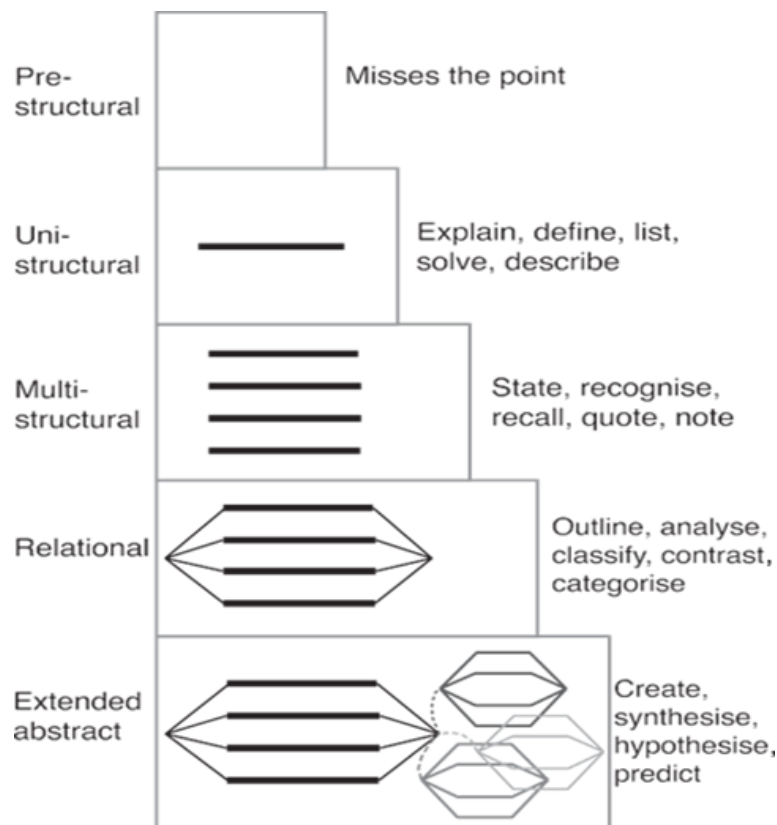 Pre-
structural
Misses the point
Uni-
structural
Explain, define, list,
solve, describe
Multi-
structural
State, recognise,
recall, quote, note
Relational
Outline, analyse,
classify, contrast,
categorise
Extended
abstract
Create,
synthesise,
hypothesise,
predict